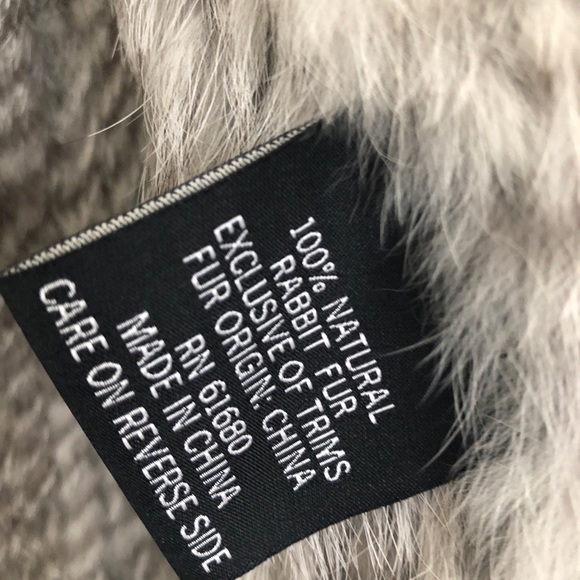 100% NATURAL
RABBIT FUR
EXCLUSIVE OF TRIMS
FUR ORIGIN: CHINA
RN 61680
MADE IN CHINA
CARE ON REVERSE SIDE